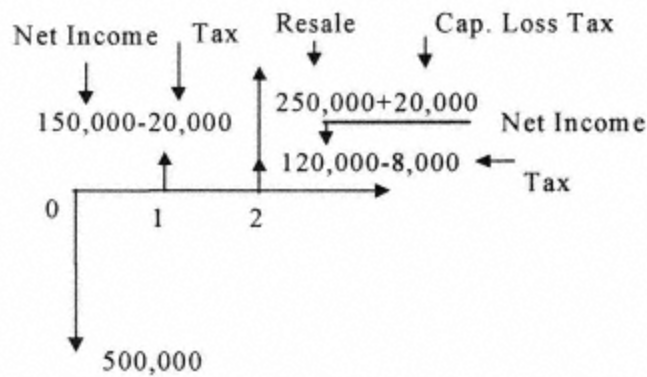 Net Income Tax Resale Cap. Loss Tax
150,000-20,000 250,000+20,000
Net Income
120,000-8,000
Tax
0 1 2
500,000